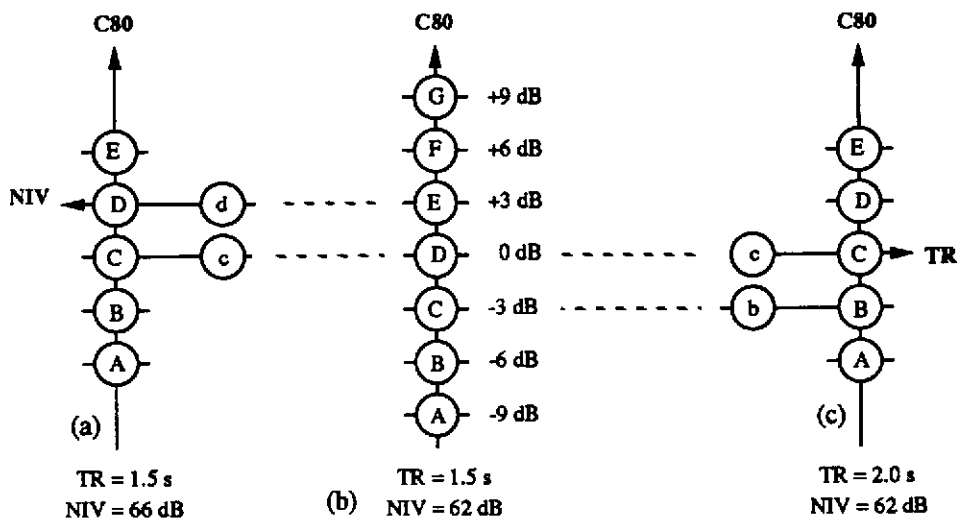 C80
E
NIV
D
d
C
c
B
A
(a)
TR = 1.5 s
NIV = 66 dB
C80
G +9 dB
F +6 dB
E +3 dB
D 0 dB
C -3 dB
B -6 dB
A -9 dB
(b)
TR = 1.5 s
NIV = 62 dB
C80
E
D
c
C
TR
b
B
A
(c)
TR = 2.0 s
NIV = 62 dB